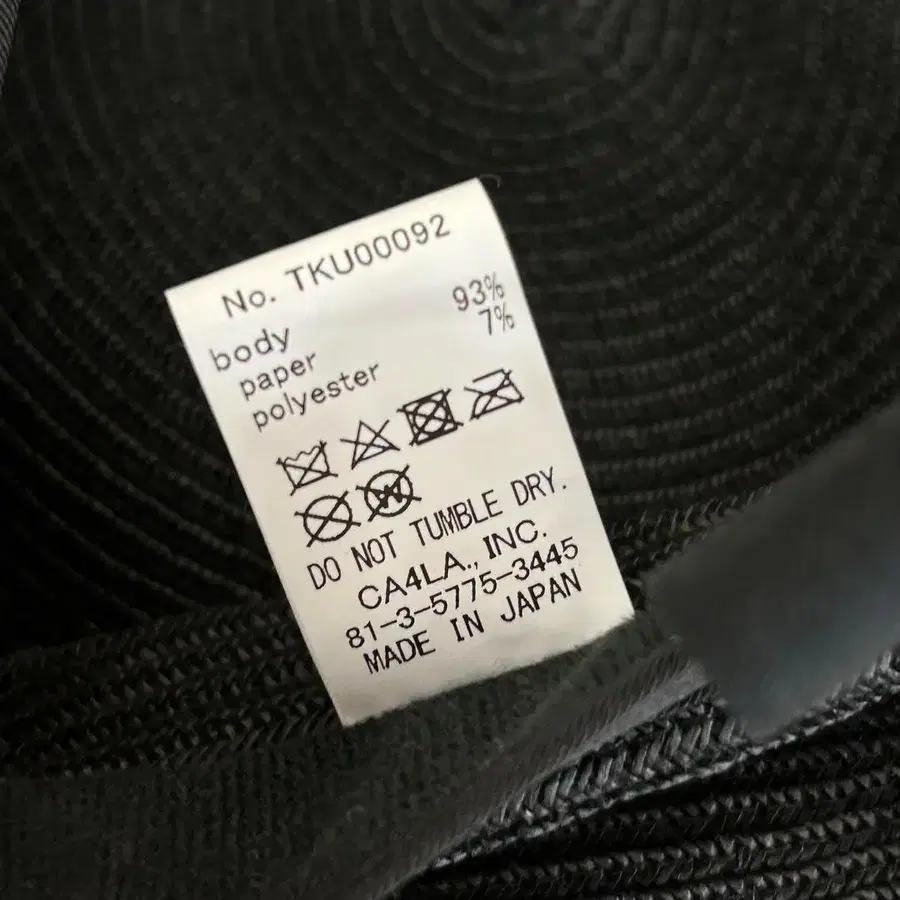 No. TKU00092
body
paper 93%
polyester 7%
W
DO NOT TUMBLE DRY.
CA4LA., INC.
81-3-5775-3445
MADE IN JAPAN